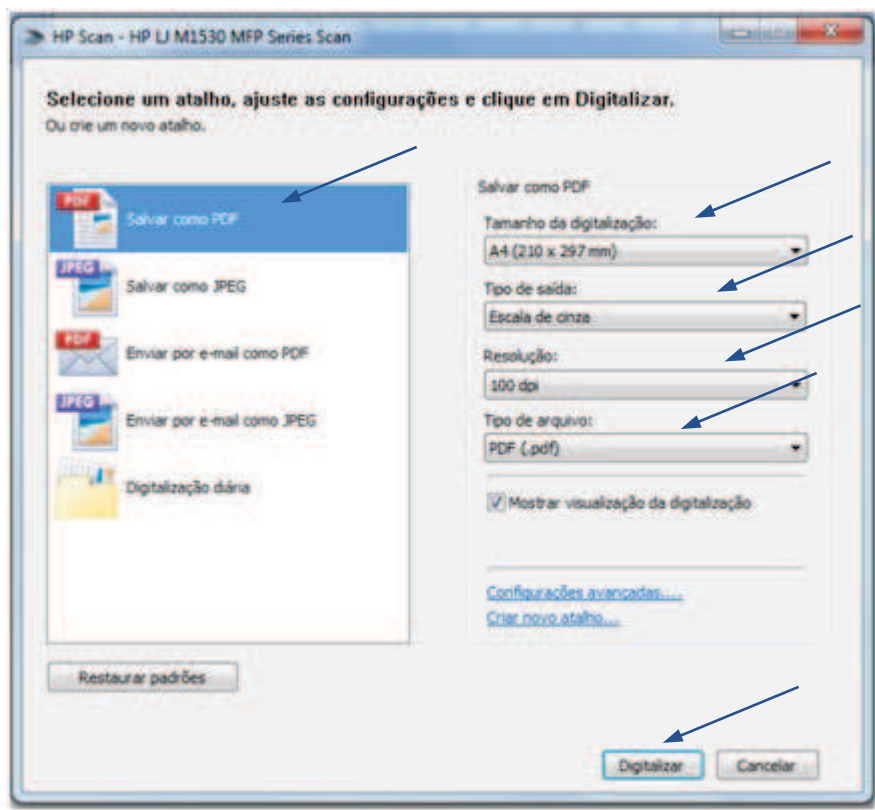 HP Scan - HP LJ M1530 MFP Series Scan
Selecione um atalho, ajuste as configurações e clique em Digitalizar.
Ou crie um novo atalho.
PDF
Salvar como PDF
JPEG
Salvar como JPEG
PDF
Enviar por e-mail como PDF
JPEG
Enviar por e-mail como JPEG
Digitalização diária
Restaurar padrões
Salvar como PDF
Tamanho da digitalização:
A4 (210 x 297 mm)
Tipo de saída:
Escala de cinza
Resolução:
100 dpi
Tipo de arquivo:
PDF (.pdf)
Mostrar visualização da digitalização
Configurações avançadas....
Criar novo atalho...
Digitalizar
Cancelar